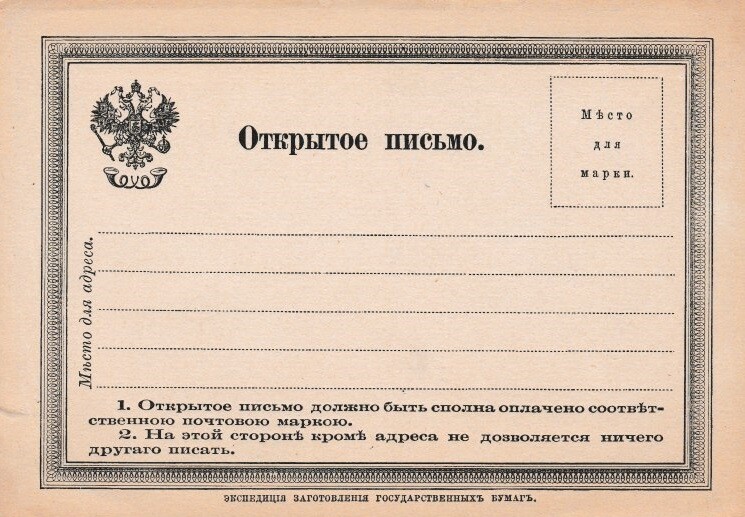 Открытое письмо.
Мѣсто
для
марки.
Мѣсто для адреса.
1. Открытое письмо должно быть сполна оплачено соотвѣт-
ственною почтовою маркою.
2. На этой сторонѣ кромѣ адреса не дозволяется ничего
другаго писать.
ЭКСПЕДИЦІЯ ЗАГОТОВЛЕНІЯ ГОСУДАРСТВЕННЫХЪ БУМАГЪ.